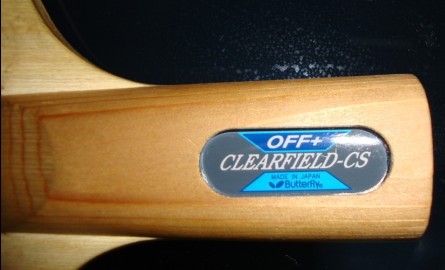 OFF+
CLEARFIELD-CS
MADE IN JAPAN
Butterfly